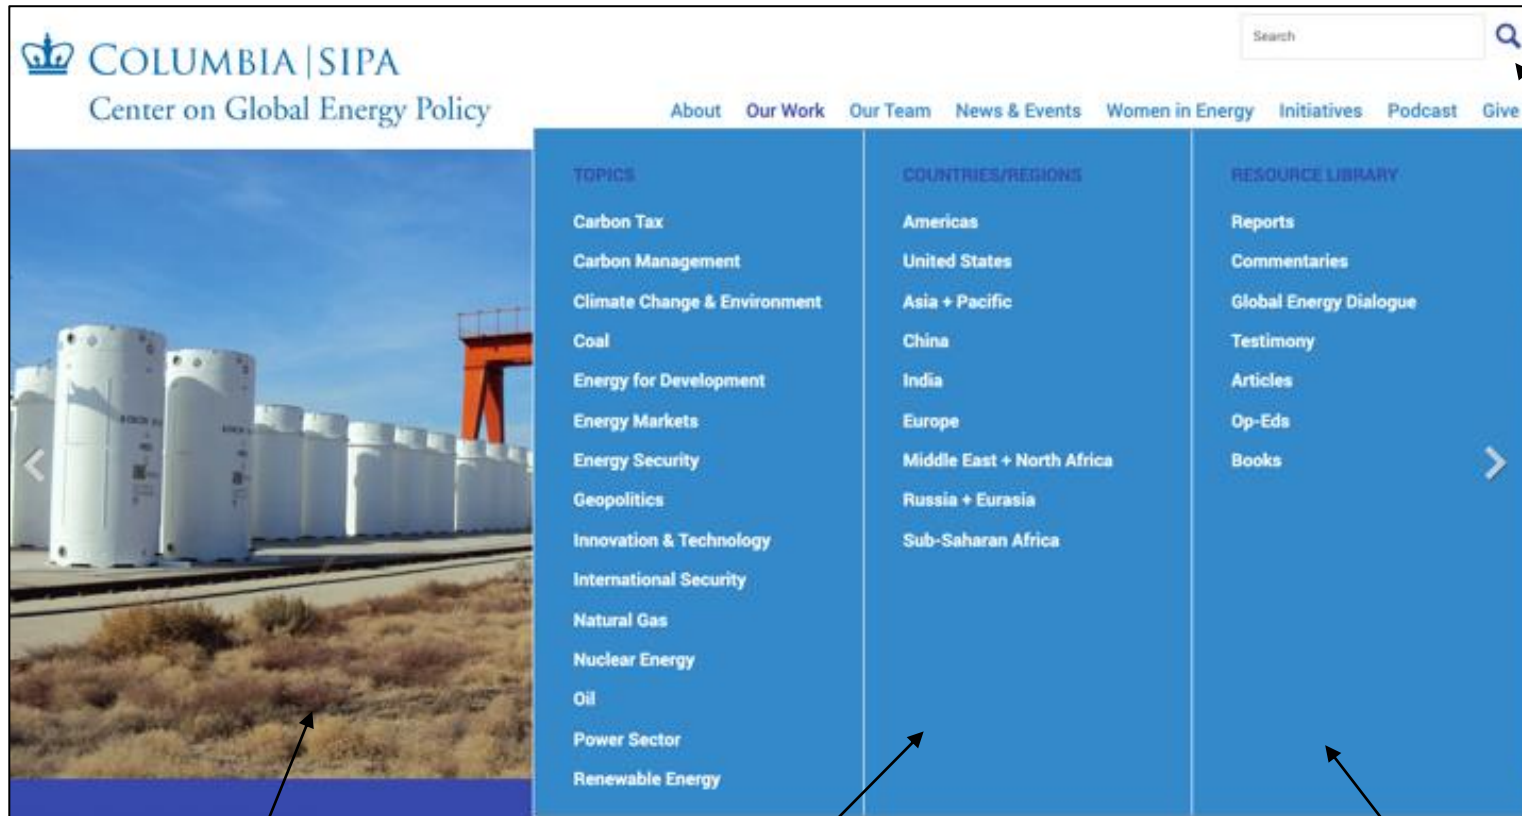 COLUMBIA | SIPA
Center on Global Energy Policy
Search
About Our Work Our Team News & Events Women in Energy Initiatives Podcast Give
TOPICS
Carbon Tax
Carbon Management
Climate Change & Environment
Coal
Energy for Development
Energy Markets
Energy Security
Geopolitics
Innovation & Technology
International Security
Natural Gas
Nuclear Energy
Oil
Power Sector
Renewable Energy
COUNTRIES/REGIONS
Americas
United States
Asia + Pacific
China
India
Europe
Middle East + North Africa
Russia + Eurasia
Sub-Saharan Africa
RESOURCE LIBRARY
Reports
Commentaries
Global Energy Dialogue
Testimony
Articles
Op-Eds
Books